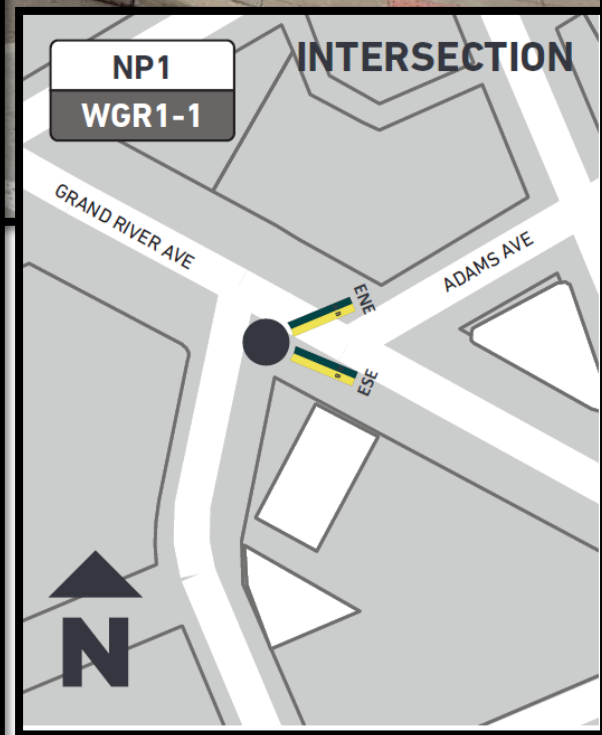 NP1
INTERSECTION
WGR1-1
GRAND RIVER AVE
ADAMS AVE
ENE
ESE
N